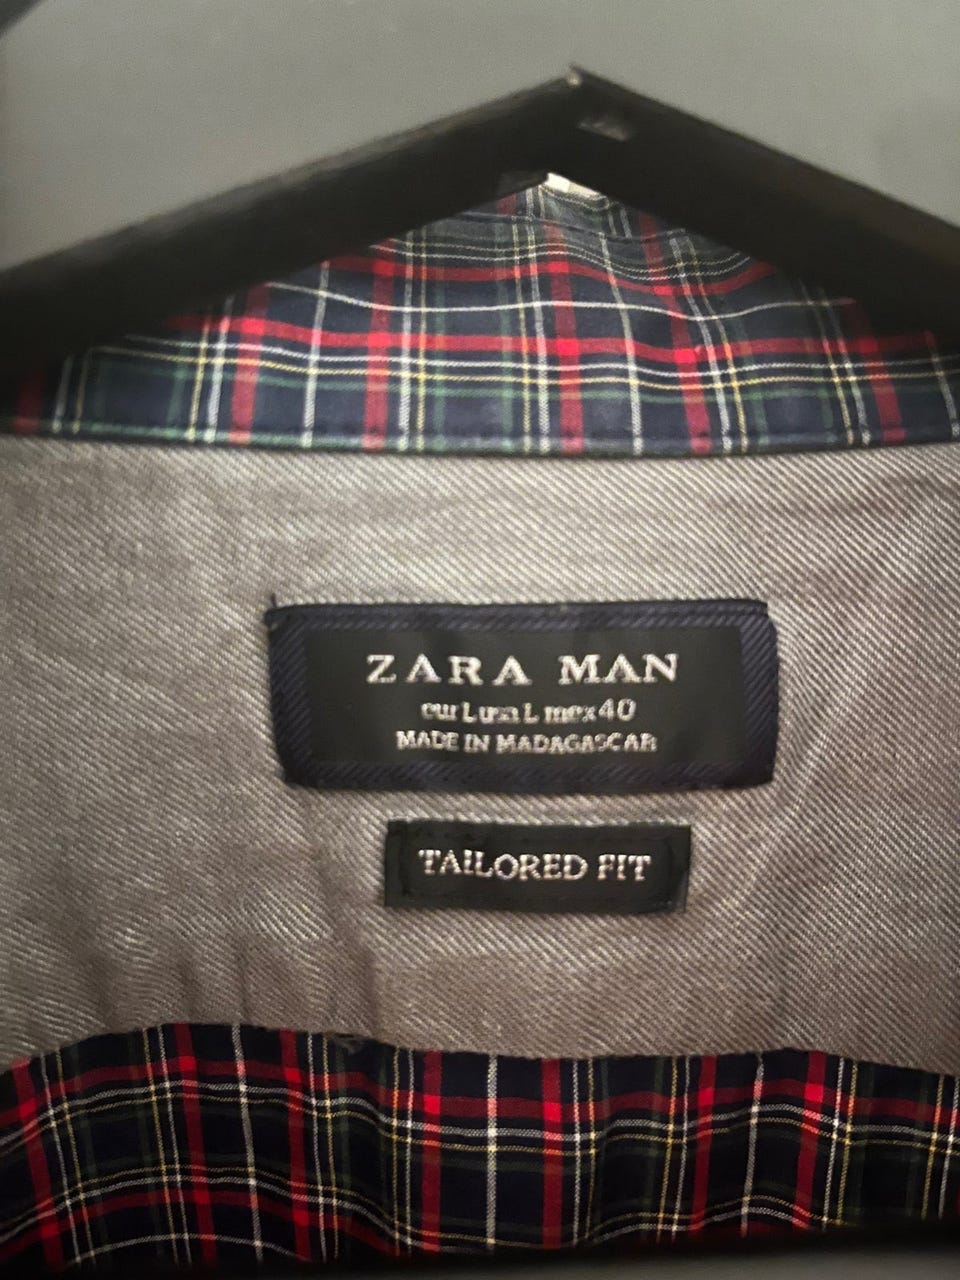 ZARA MAN
eur L usa L mex 40
MADE IN MADAGASCAR
TAILORED FIT